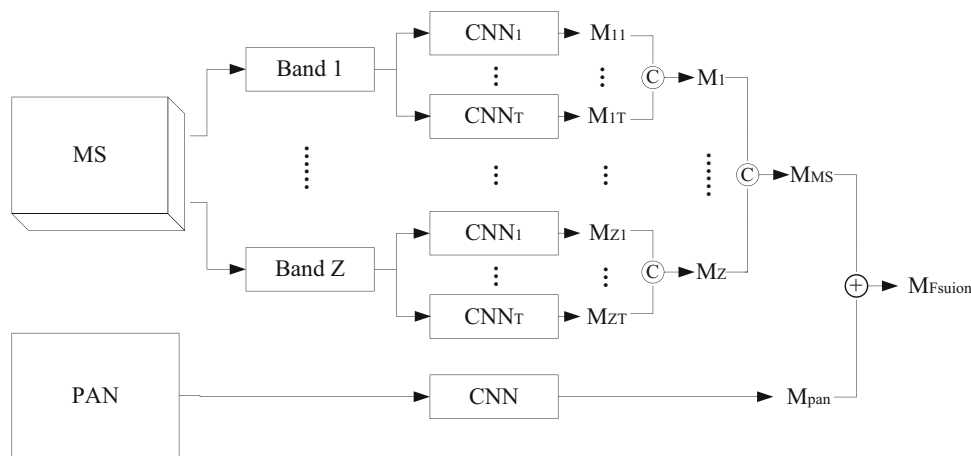 MS
Band 1
CNN1
M11
CNNT
M1T
C
M1
Band Z
CNN1
MZ1
CNNT
MZT
C
MZ
C
MMS
PAN
CNN
Mpan
+
MFsuion